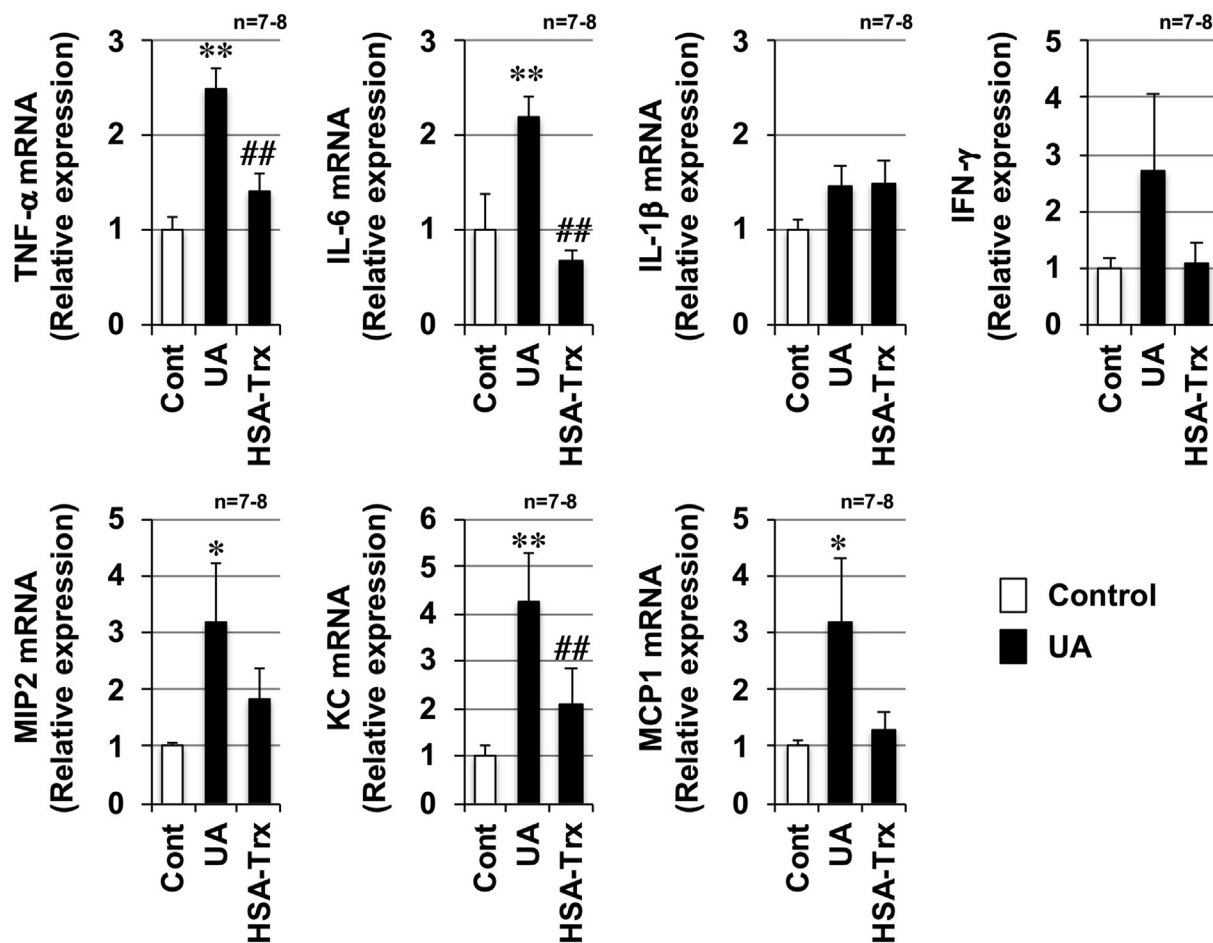 n=7-8
TNF-α mRNA
(Relative expression)
3
2
1
0
**
##
Cont
UA
HSA-Trx
n=7-8
IL-6 mRNA
(Relative expression)
3
2
1
0
**
##
Cont
UA
HSA-Trx
n=7-8
IL-1β mRNA
(Relative expression)
3
2
1
0
Cont
UA
HSA-Trx
n=7-8
IFN-γ
(Relative expression)
5
4
3
2
1
0
Cont
UA
HSA-Trx
n=7-8
MIP2 mRNA
(Relative expression)
5
4
3
2
1
0
*
Cont
UA
HSA-Trx
n=7-8
KC mRNA
(Relative expression)
6
5
4
3
2
1
0
**
##
Cont
UA
HSA-Trx
n=7-8
MCP1 mRNA
(Relative expression)
5
4
3
2
1
0
*
Cont
UA
HSA-Trx
Control
UA